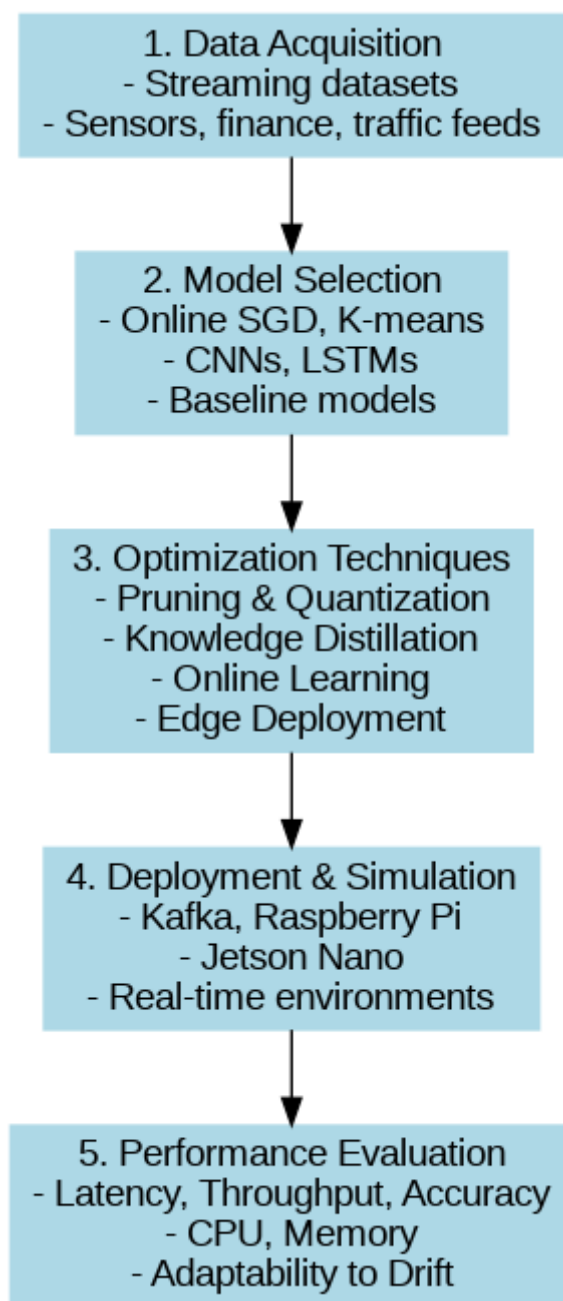 1. Data Acquisition
- Streaming datasets
- Sensors, finance, traffic feeds
2. Model Selection
- Online SGD, K-means
- CNNs, LSTMs
- Baseline models
3. Optimization Techniques
- Pruning & Quantization
- Knowledge Distillation
- Online Learning
- Edge Deployment
4. Deployment & Simulation
- Kafka, Raspberry Pi
- Jetson Nano
- Real-time environments
5. Performance Evaluation
- Latency, Throughput, Accuracy
- CPU, Memory
- Adaptability to Drift